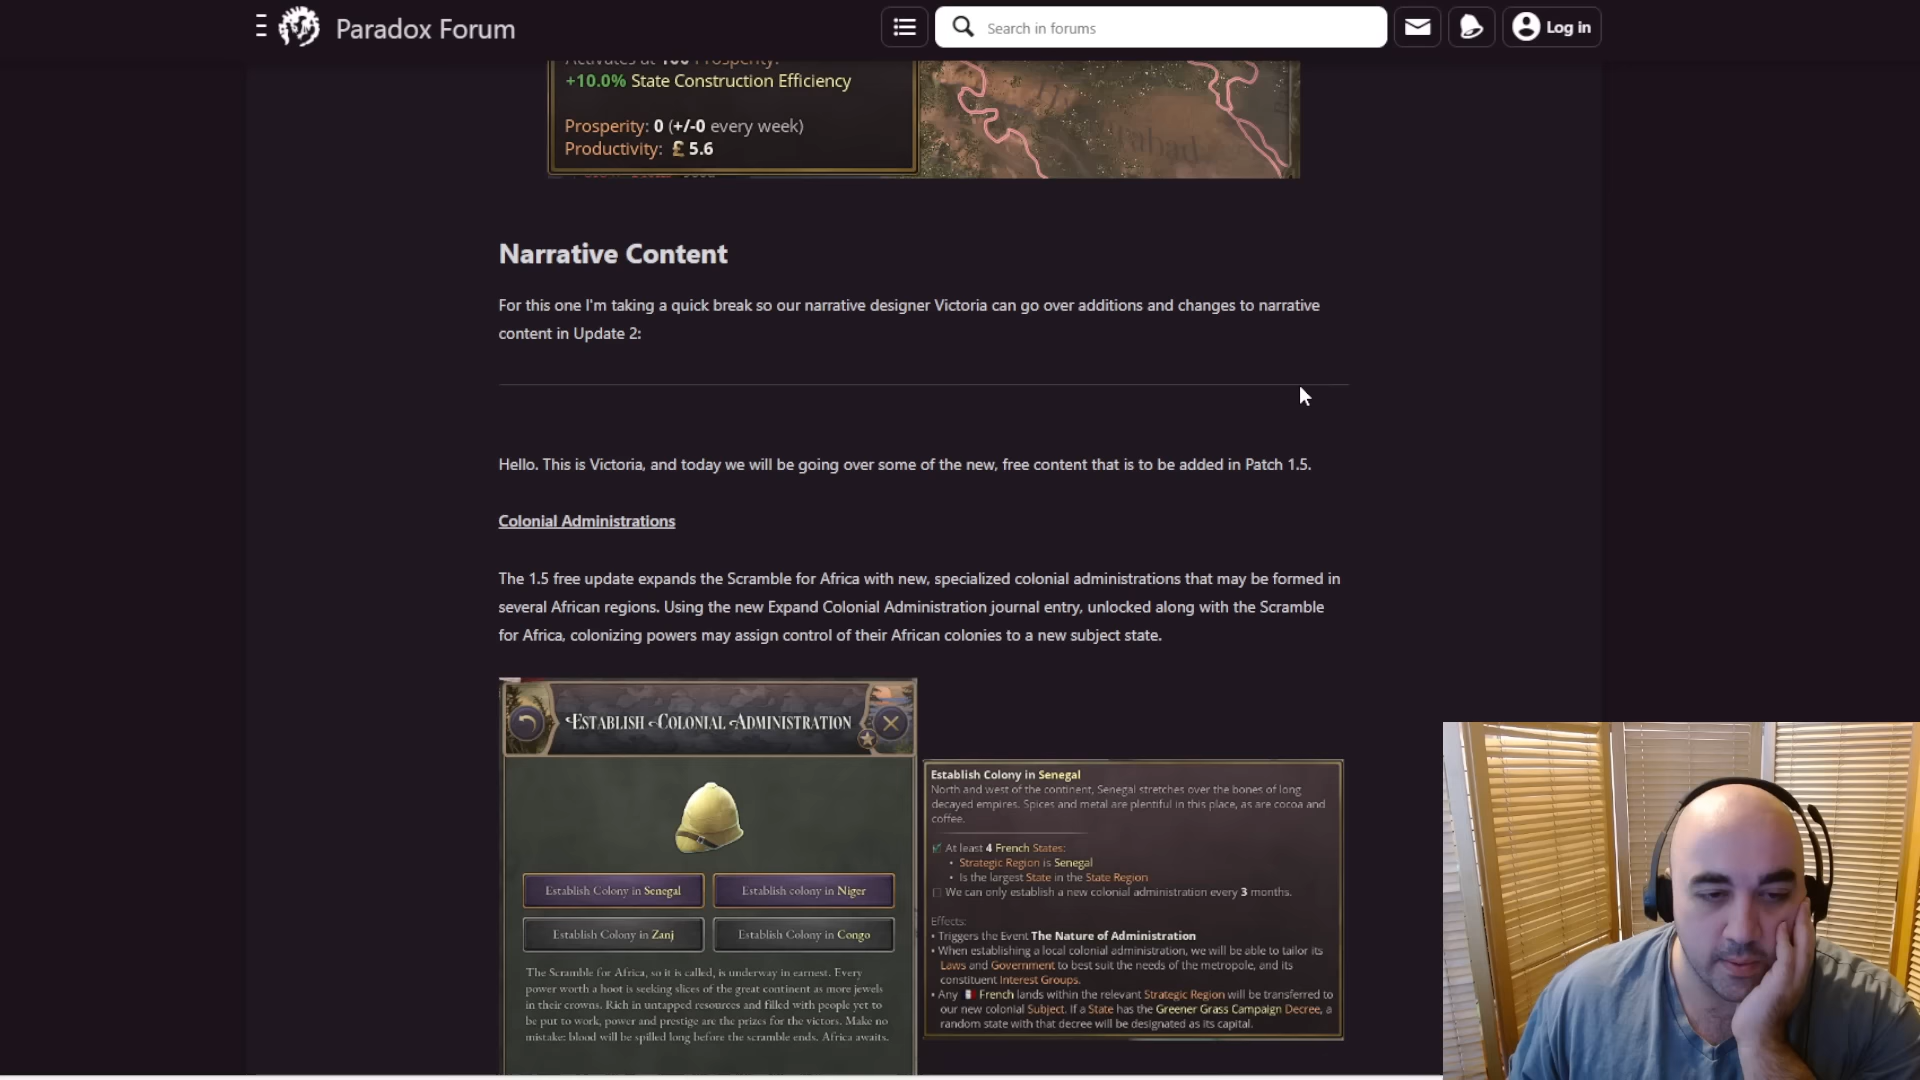 Paradox Forum
Search in forums
Log in
Activates at 100 Prosperity:
+10.0% State Construction Efficiency
Prosperity: 0 (+/-0 every week)
Productivity: £ 5.6
Narrative Content
For this one I'm taking a quick break so our narrative designer Victoria can go over additions and changes to narrative
content in Update 2:
Hello. This is Victoria, and today we will be going over some of the new, free content that is to be added in Patch 1.5.
Colonial Administrations
The 1.5 free update expands the Scramble for Africa with new, specialized colonial administrations that may be formed in
several African regions. Using the new Expand Colonial Administration journal entry, unlocked along with the Scramble
for Africa, colonizing powers may assign control of their African colonies to a new subject state.
Establish Colonial Administration
Establish Colony in Senegal
Establish colony in Niger
Establish Colony in Zanj
Establish Colony in Congo
The Scramble for Africa, so it is called, is underway in earnest. Every
power worth a hoot is seeking slices of the great continent as more jewels
in their crowns. Rich in untapped resources and filled with people yet to
be put to work, power and prestige are the prizes for the victors. Make no
mistake: blood will be spilled long before the scramble ends. Africa awaits.
Establish Colony in Senegal
North and west of the continent, Senegal stretches over the bones of long
decayed empires. Spices and metal are plentiful in this place, as are cocoa and
coffee.
At least 4 French States:
• Strategic Region is Senegal
• Is the largest State in the State Region
We can only establish a new colonial administration every 3 months.
Effects:
• Triggers the Event The Nature of Administration
• When establishing a local colonial administration, we will be able to tailor its
Laws and Government to best suit the needs of the metropole, and its
constituent Interest Groups.
• Any French lands within the relevant Strategic Region will be transferred to
our new colonial Subject. If a State has the Greener Grass Campaign Decree, a
random state with that decree will be designated as its capital.